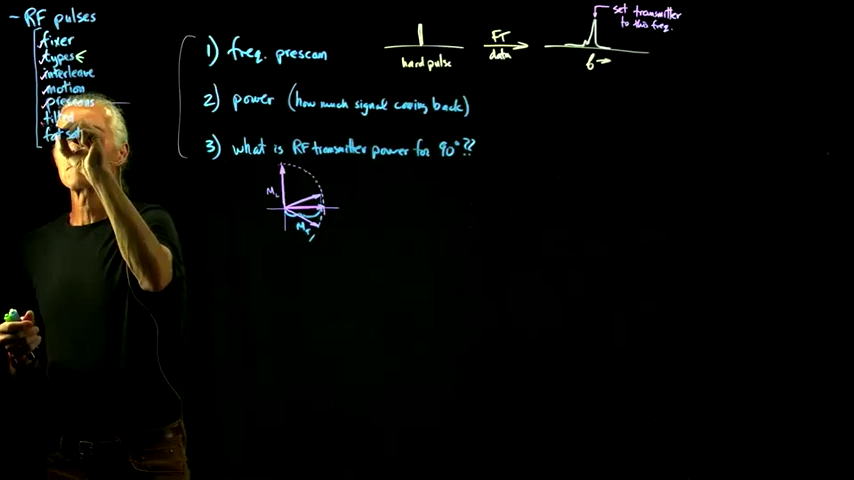 - RF pulses
fixer
types
interleave
motion
prescans
tilted
fat sat
1) freq. prescan
hard pulse
FT
data
f→
set transmitter
to this freq.
2) power (how much signal coming back)
3) what is RF transmitter power for 90°??